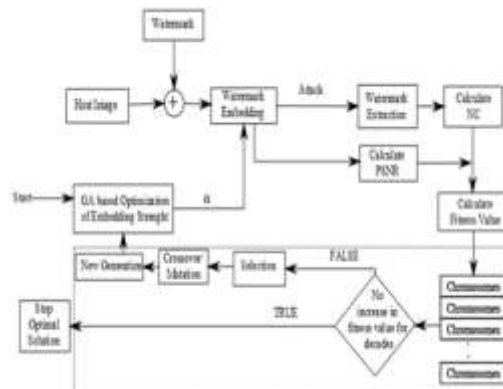 Watermark
Host Image
+
Watermark
Embedding
Attack
Watermark
Extraction
Calculate
NC
Calculate
PSNR
Start
GA based Optimization
of Embedding Strenght
α
Calculate
Fitness Value
New Generation
Crossover
Mutation
Selection
FALSE
No
increase in
fitness value for
decades
TRUE
Stop
Optimal
Solution
Chromosomes
Chromosomes
Chromosomes
Chromosomes